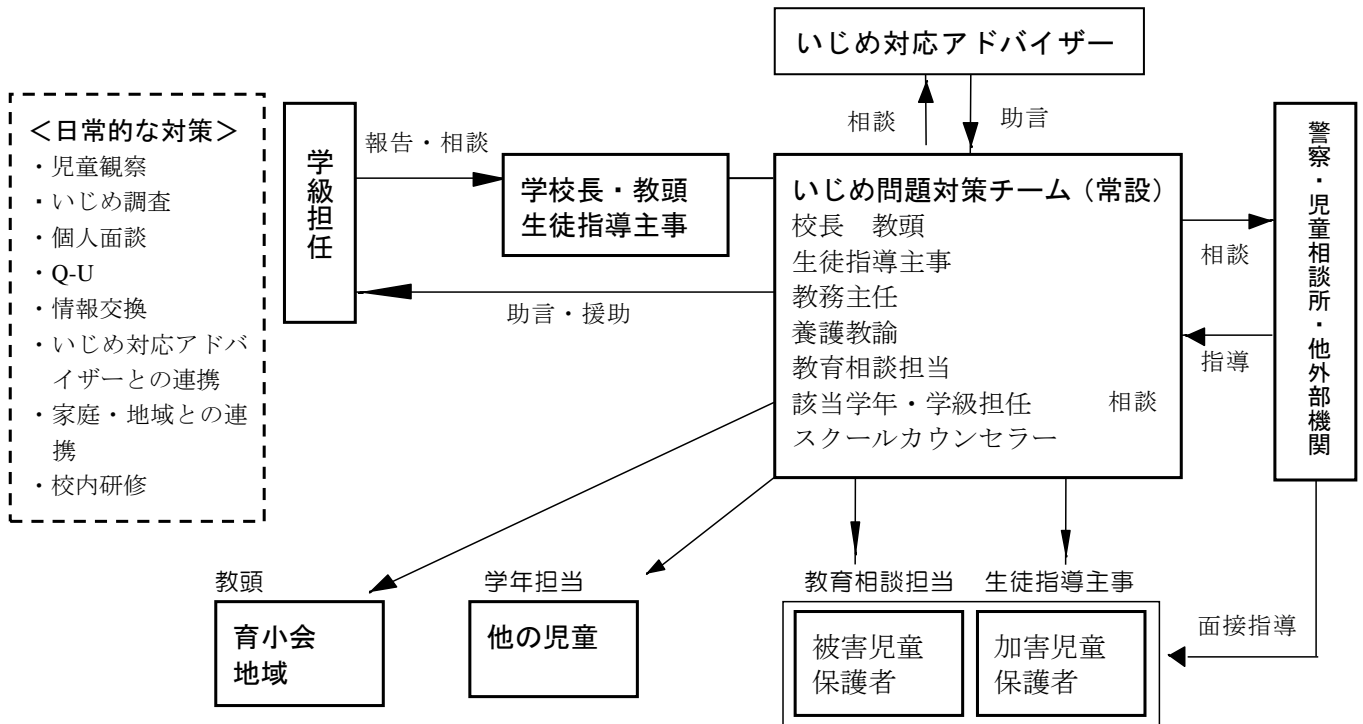 いじめ対応アドバイザー
相談
助言
＜日常的な対策＞
・児童観察
・いじめ調査
・個人面談
・Q-U
・情報交換
・いじめ対応アドバ
イザーとの連携
・家庭・地域との連
携
・校内研修
学級担任
報告・相談
学校長・教頭
生徒指導主事
助言・援助
いじめ問題対策チーム（常設）
校長　教頭
生徒指導主事
教務主任
養護教諭
教育相談担当
該当学年・学級担任
相談
スクールカウンセラー
相談
指導
警察・児童相談所・他外部機関
教頭
育小会
地域
学年担当
他の児童
教育相談担当
被害児童
保護者
生徒指導主事
加害児童
保護者
面接指導